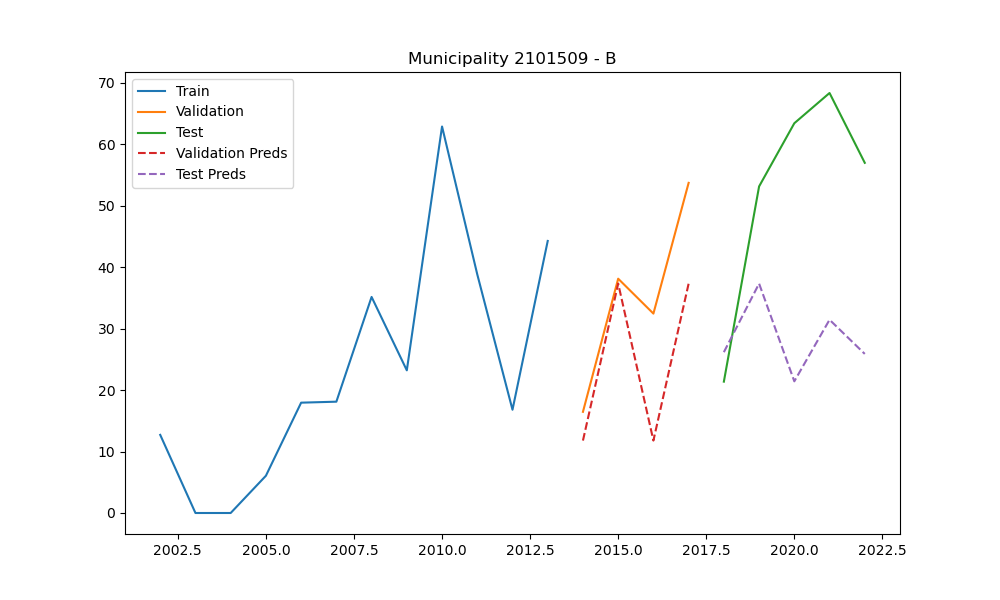 Municipality 2101509 - B
Train
Validation
Test
Validation Preds
Test Preds
70
60
50
40
30
20
10
0
2002.5 2005.0 2007.5 2010.0 2012.5 2015.0 2017.5 2020.0 2022.5